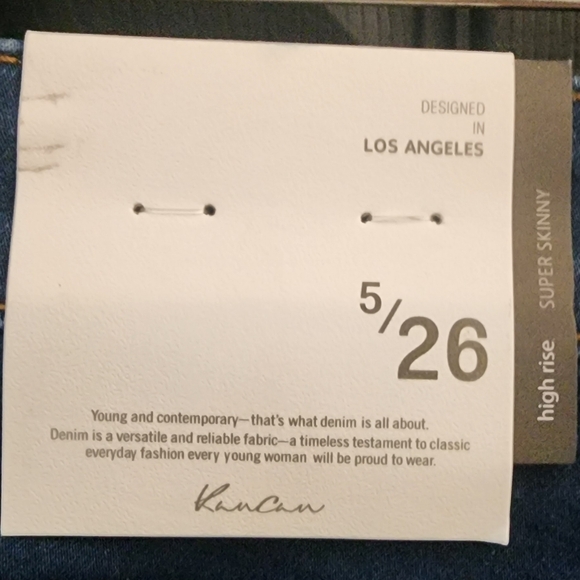 DESIGNED
IN
LOS ANGELES
5/26
Young and contemporary—that's what denim is all about.
Denim is a versatile and reliable fabric—a timeless testament to classic
everyday fashion every young woman will be proud to wear.
KanCan
high rise SUPER SKINNY